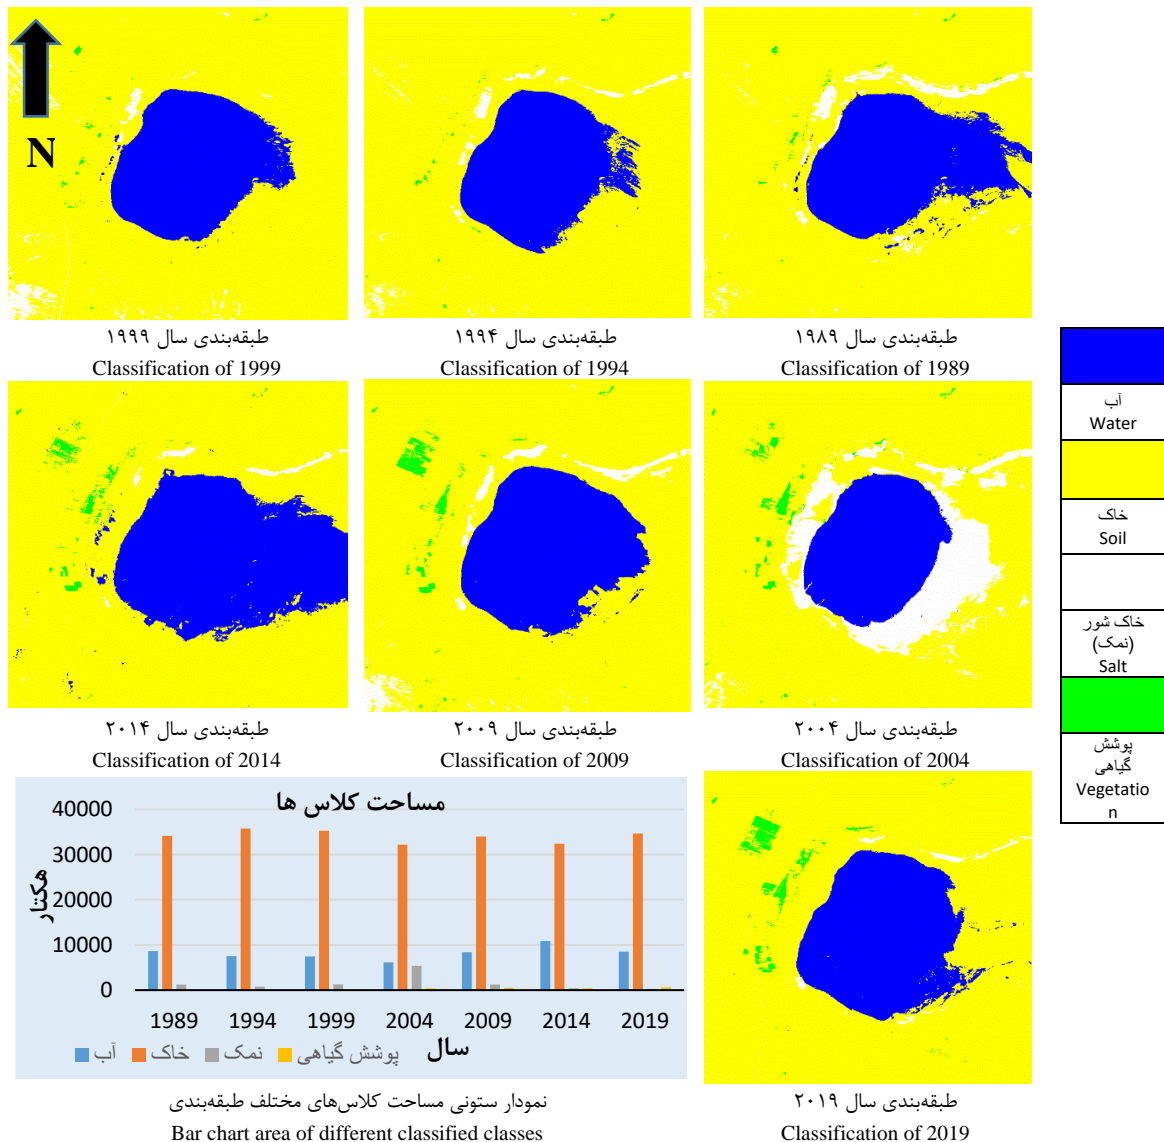 N
طبقه‌بندی سال ۱۹۹۹
Classification of 1999
طبقه‌بندی سال ۱۹۹۴
Classification of 1994
طبقه‌بندی سال ۱۹۸۹
Classification of 1989
آب
Water
خاک
Soil
خاک شور
(نمک)
Salt
پوشش
گیاهی
Vegetatio
n
طبقه‌بندی سال ۲۰۱۴
Classification of 2014
طبقه‌بندی سال ۲۰۰۹
Classification of 2009
طبقه‌بندی سال ۲۰۰۴
Classification of 2004
مساحت کلاس ها
هکتار
40000
30000
20000
10000
0
1989 1994 1999 2004 2009 2014 2019
سال
آب خاک نمک پوشش گیاهی
نمودار ستونی مساحت کلاس‌های مختلف طبقه‌بندی
Bar chart area of different classified classes
طبقه‌بندی سال ۲۰۱۹
Classification of 2019